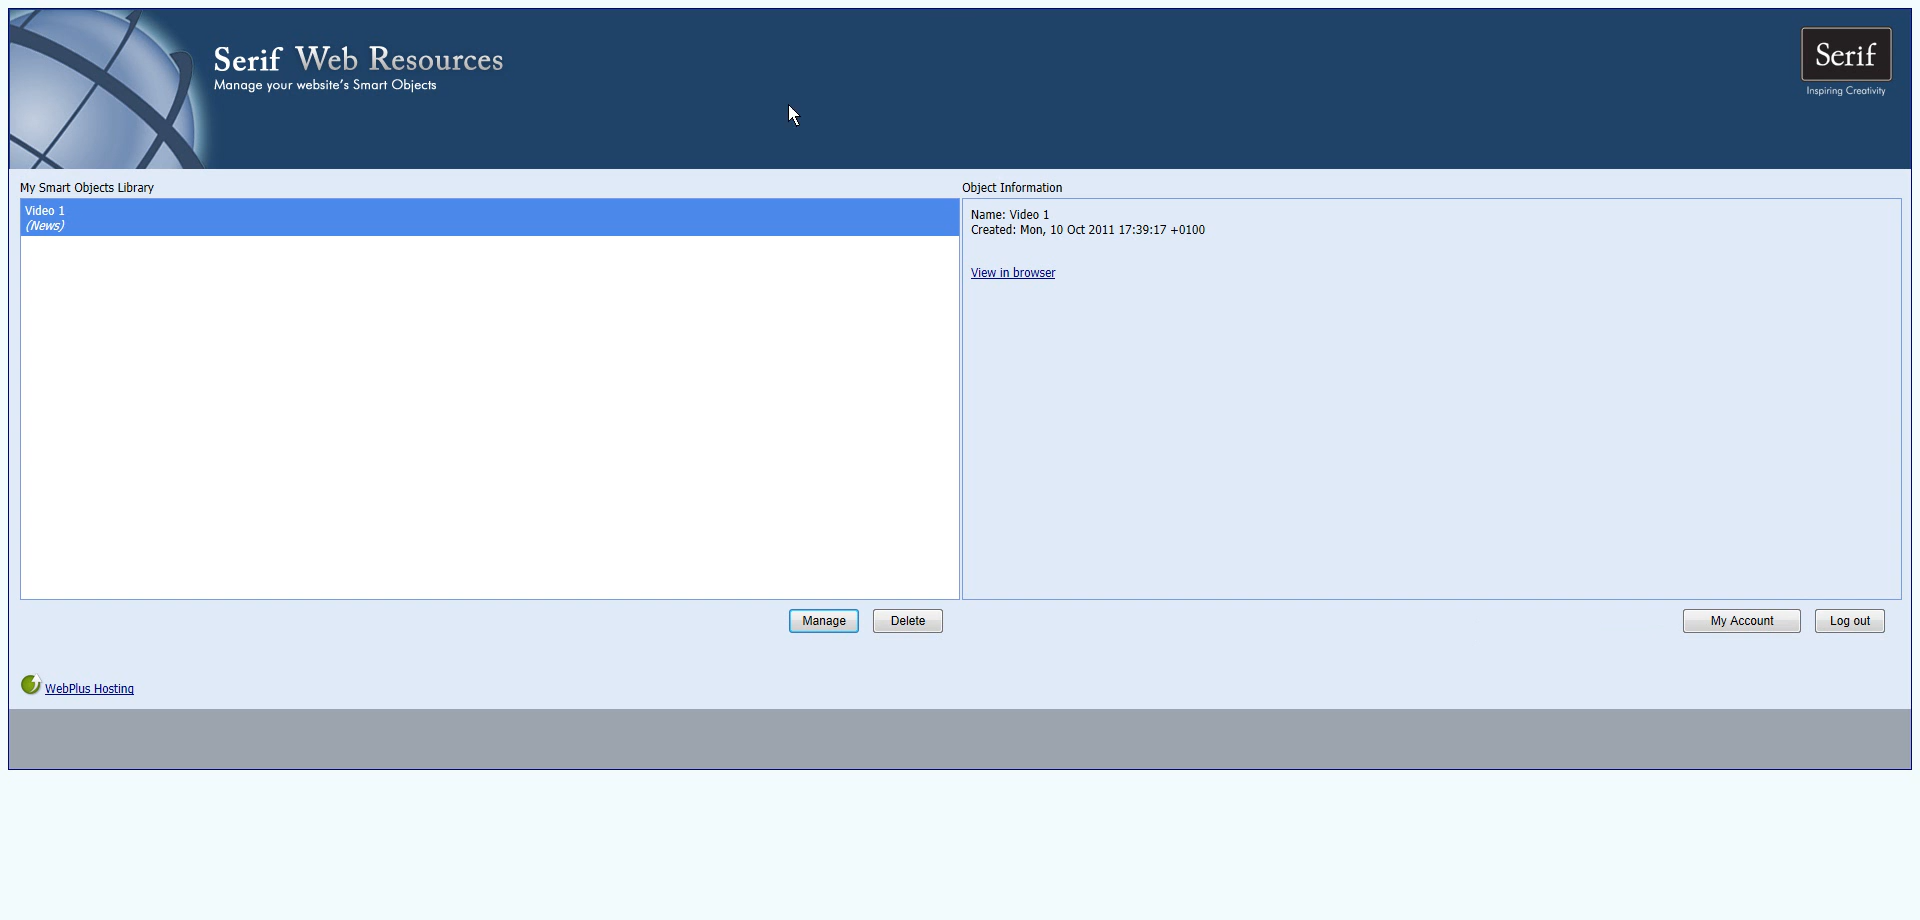 Serif Web Resources
Manage your website's Smart Objects
Serif
Inspiring Creativity
My Smart Objects Library
Video 1
(News)
Object Information
Name: Video 1
Created: Mon, 10 Oct 2011 17:39:17 +0100
View in browser
Manage
Delete
My Account
Log out
WebPlus Hosting